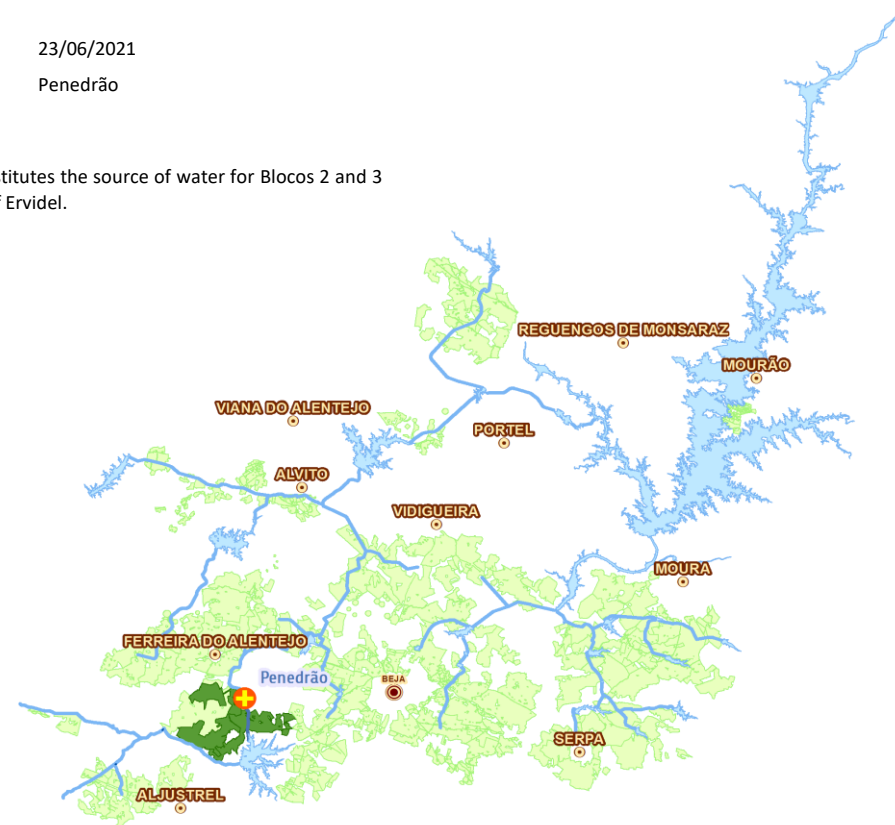 23/06/2021
Penedrão
stitutes the source of water for Blocos 2 and 3
Ervidel.
REGUENGOS DE MONSARAZ
MOURÃO
VIANA DO ALENTEJO
PORTEL
ALVITO
VIDIGUEIRA
MOURA
FERREIRA DO ALENTEJO
Penedrão
BEJA
SERPA
ALJUSTREL